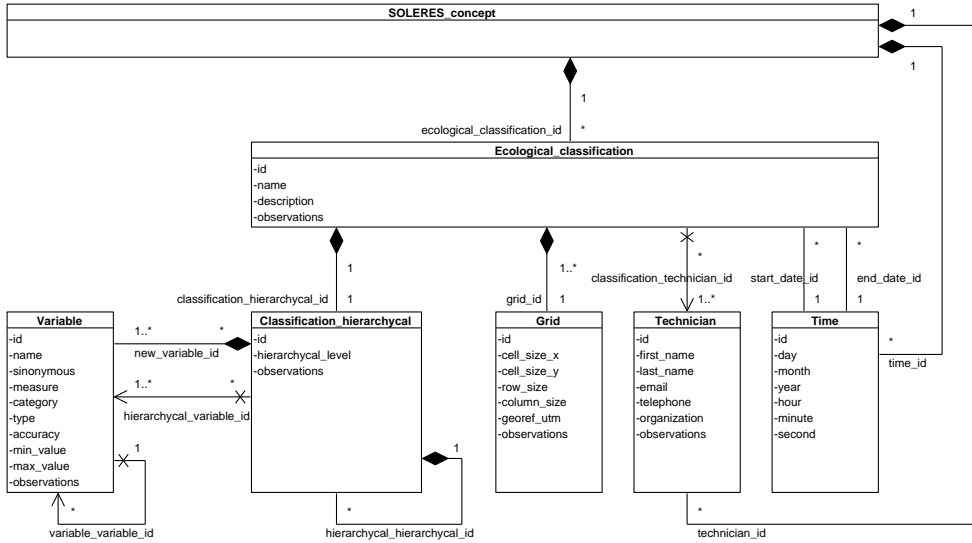 SOLERES_concept
1
1
1
ecological_classification_id *
Ecological_classification
-id
-name
-description
-observations
1
classification_hierarchycal_id 1
1..*
grid_id 1
*
classification_technician_id
1..*
*
start_date_id
1
*
end_date_id
1
Variable
-id
-name
-sinonymous
-measure
-category
-type
-accuracy
-min_value
-max_value
-observations
1..* *
new_variable_id
1..* *
hierarchycal_variable_id
1
*
variable_variable_id
Classification_hierarchycal
-id
-hierarchycal_level
-observations
1
*
hierarchycal_hierarchycal_id
Grid
-id
-cell_size_x
-cell_size_y
-row_size
-column_size
-georef_utm
-observations
Technician
-id
-first_name
-last_name
-email
-telephone
-organization
-observations
*
technician_id
Time
-id
-day
-month
-year
-hour
-minute
-second
*
time_id